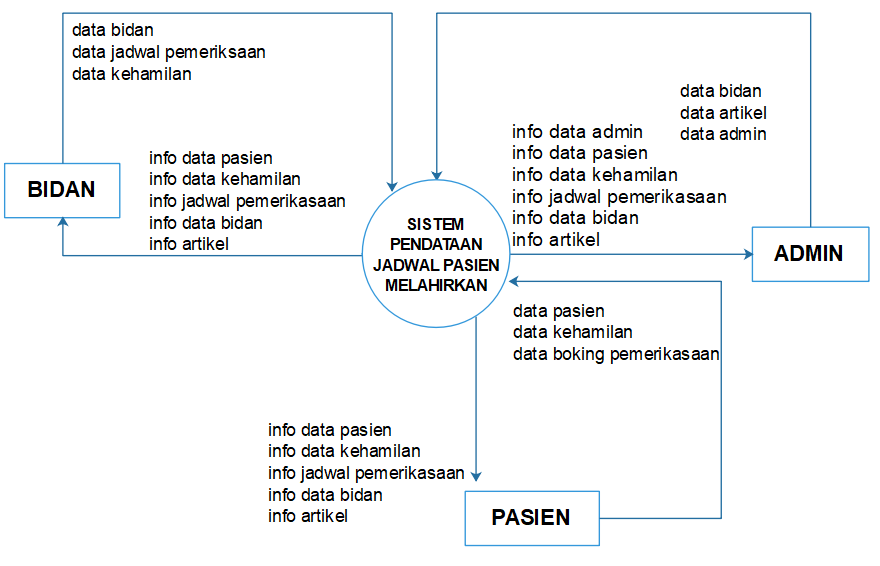 data bidan
data jadwal pemeriksaan
data kehamilan
BIDAN
info data pasien
info data kehamilan
info jadwal pemerikasaan
info data bidan
info artikel
SISTEM
PENDATAAN
JADWAL PASIEN
MELAHIRKAN
data bidan
data artikel
data admin
info data admin
info data pasien
info data kehamilan
info jadwal pemerikasaan
info data bidan
info artikel
ADMIN
data pasien
data kehamilan
data boking pemerikasaan
info data pasien
info data kehamilan
info jadwal pemerikasaan
info data bidan
info artikel
PASIEN